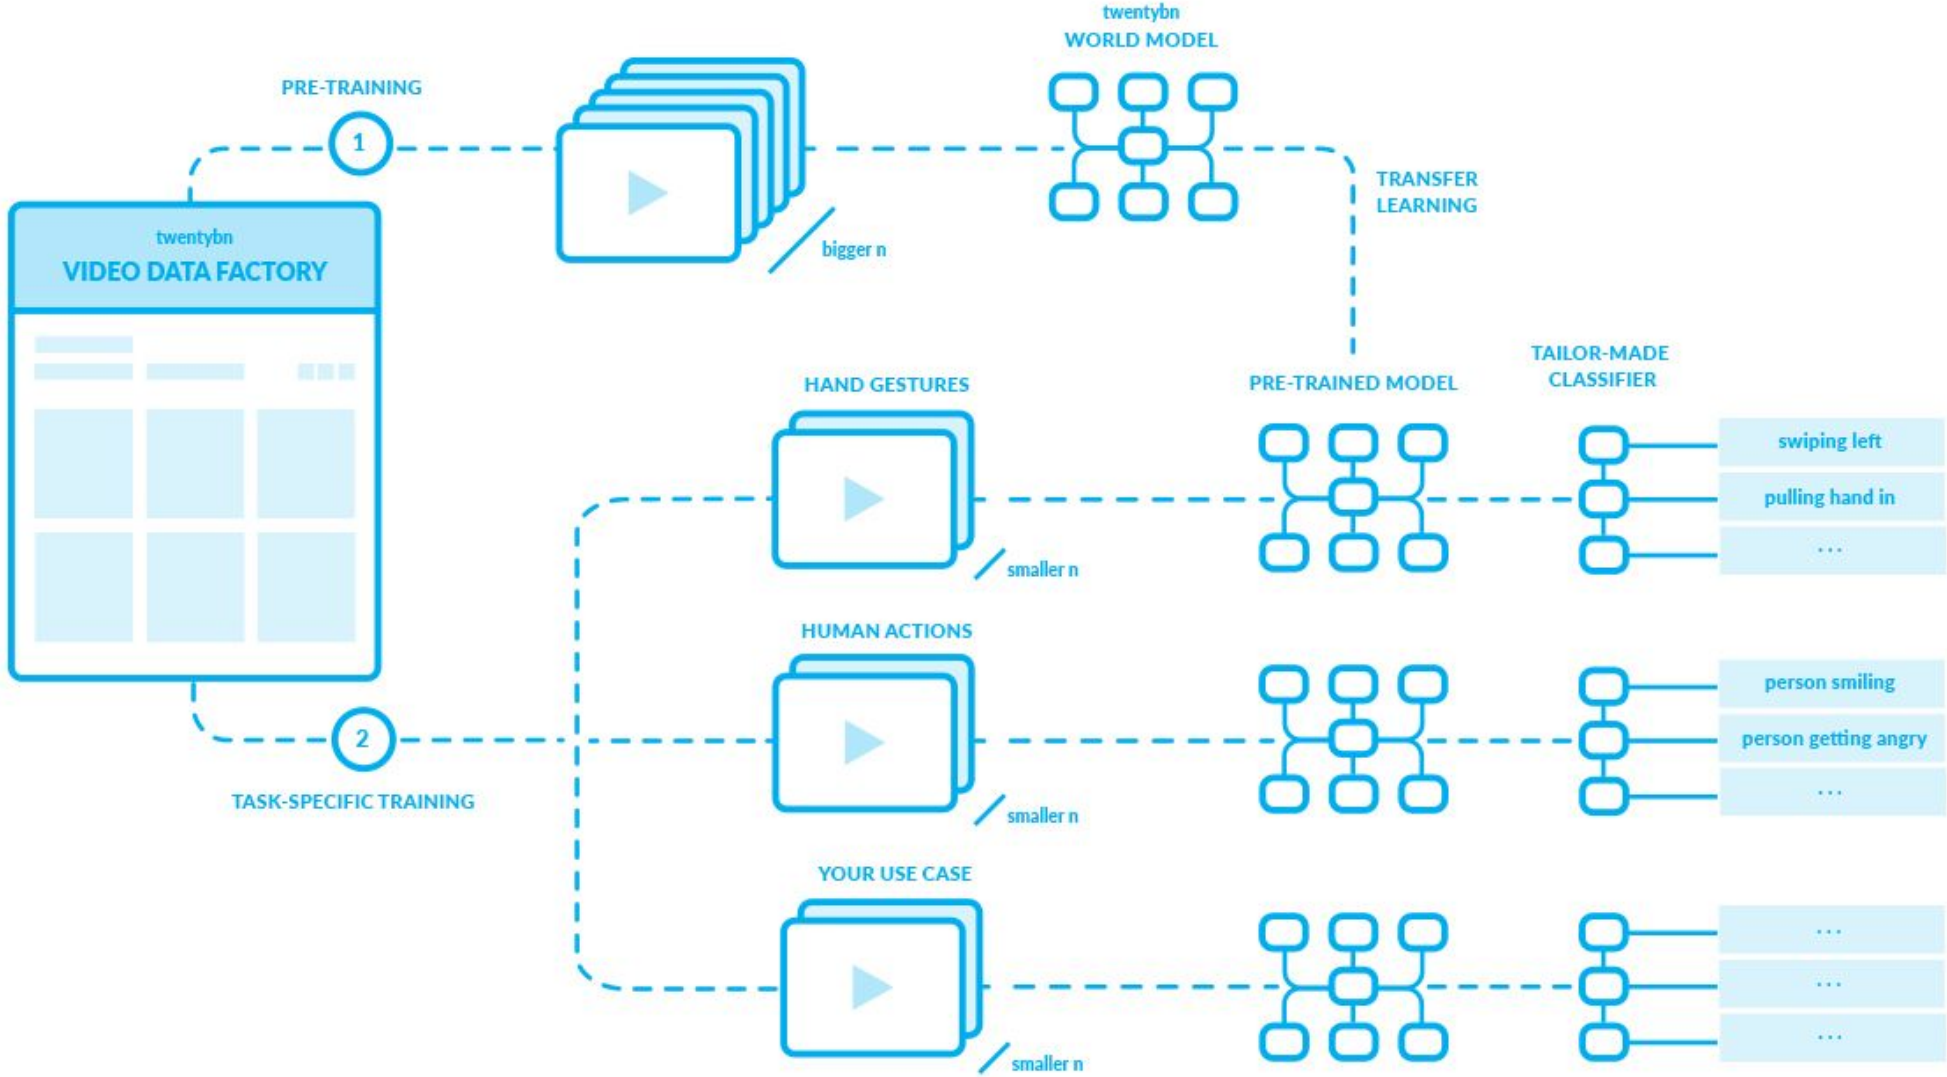 twentybn
WORLD MODEL
PRE-TRAINING
1
TRANSFER
LEARNING
twentybn
VIDEO DATA FACTORY
bigger n
TAILOR-MADE
CLASSIFIER
HAND GESTURES
PRE-TRAINED MODEL
swiping left
pulling hand in
...
smaller n
HUMAN ACTIONS
person smiling
2
person getting angry
...
TASK-SPECIFIC TRAINING
smaller n
YOUR USE CASE
...
...
...
smaller n